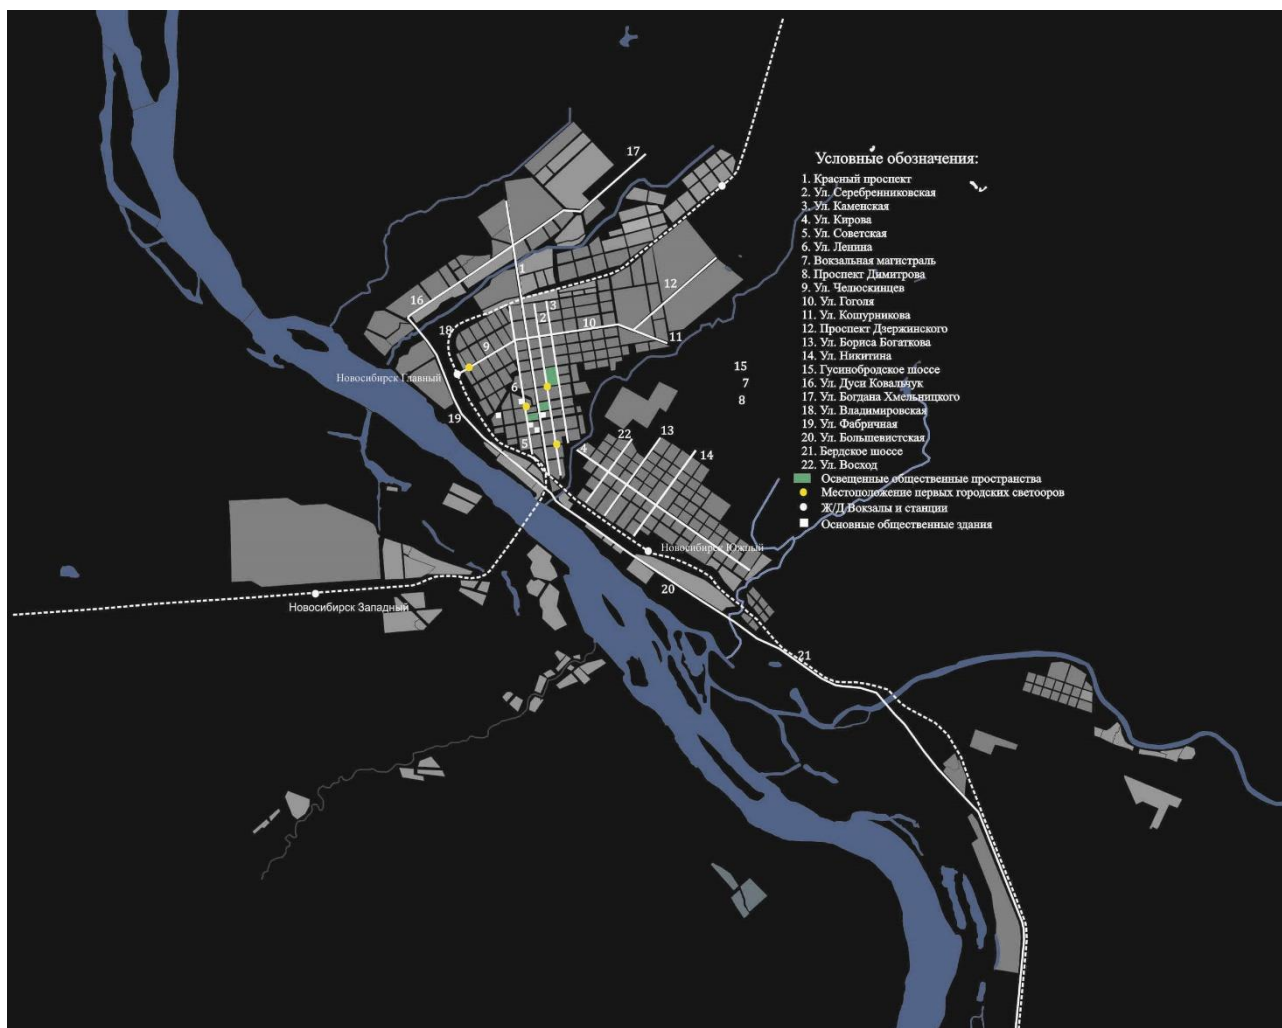 17
Условные обозначения:
1. Красный проспект
2. Ул. Серебренниковская
3. Ул. Каменская
4. Ул. Кирова
5. Ул. Советская
6. Ул. Ленина
7. Вокзальная магистраль
8. Проспект Димитрова
9. Ул. Челюскинцев
10. Ул. Гоголя
11. Ул. Кошурникова
12. Проспект Дзержинского
13. Ул. Бориса Богаткова
14. Ул. Никитина
15. Гусинобродское шоссе
16. Ул. Дуси Ковальчук
17. Ул. Богдана Хмельницкого
18. Ул. Владимировская
19. Ул. Фабричная
20. Ул. Большевистская
21. Бердское шоссе
22. Ул. Восход
Освещенные общественные пространства
Местоположение первых городских светооров
Ж/Д Вокзалы и станции
Основные общественные здания
1
12
16
3
2
18
10
11
9
15
Новосибирск Главный
7
6
8
19
5
4
22
13
14
Новосибирск Южный
20
Новосибирск Западный
21